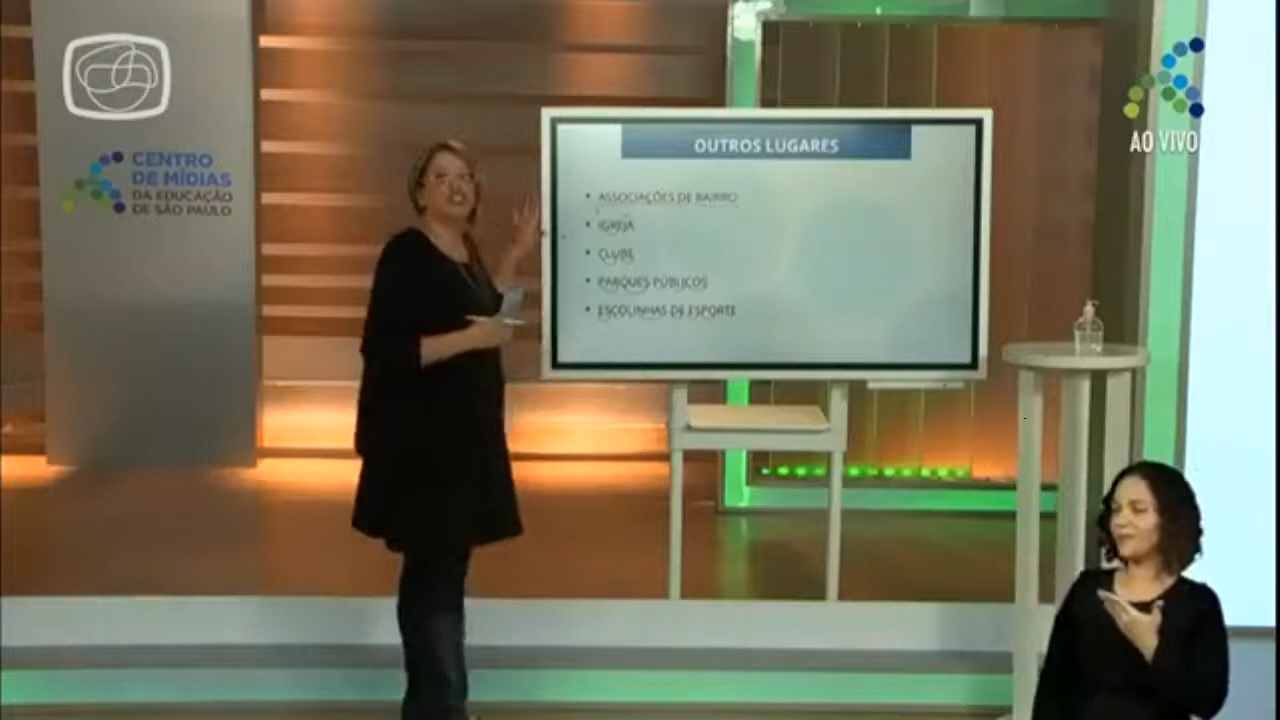 CENTRO
DE MÍDIAS
DA EDUCAÇÃO
DE SÃO PAULO
AO VIVO
OUTROS LUGARES
ASSOCIAÇÕES DE BAIRRO
IGREJA
CLUBE
PARQUES PÚBLICOS
ESCOLINHAS DE ESPORTE